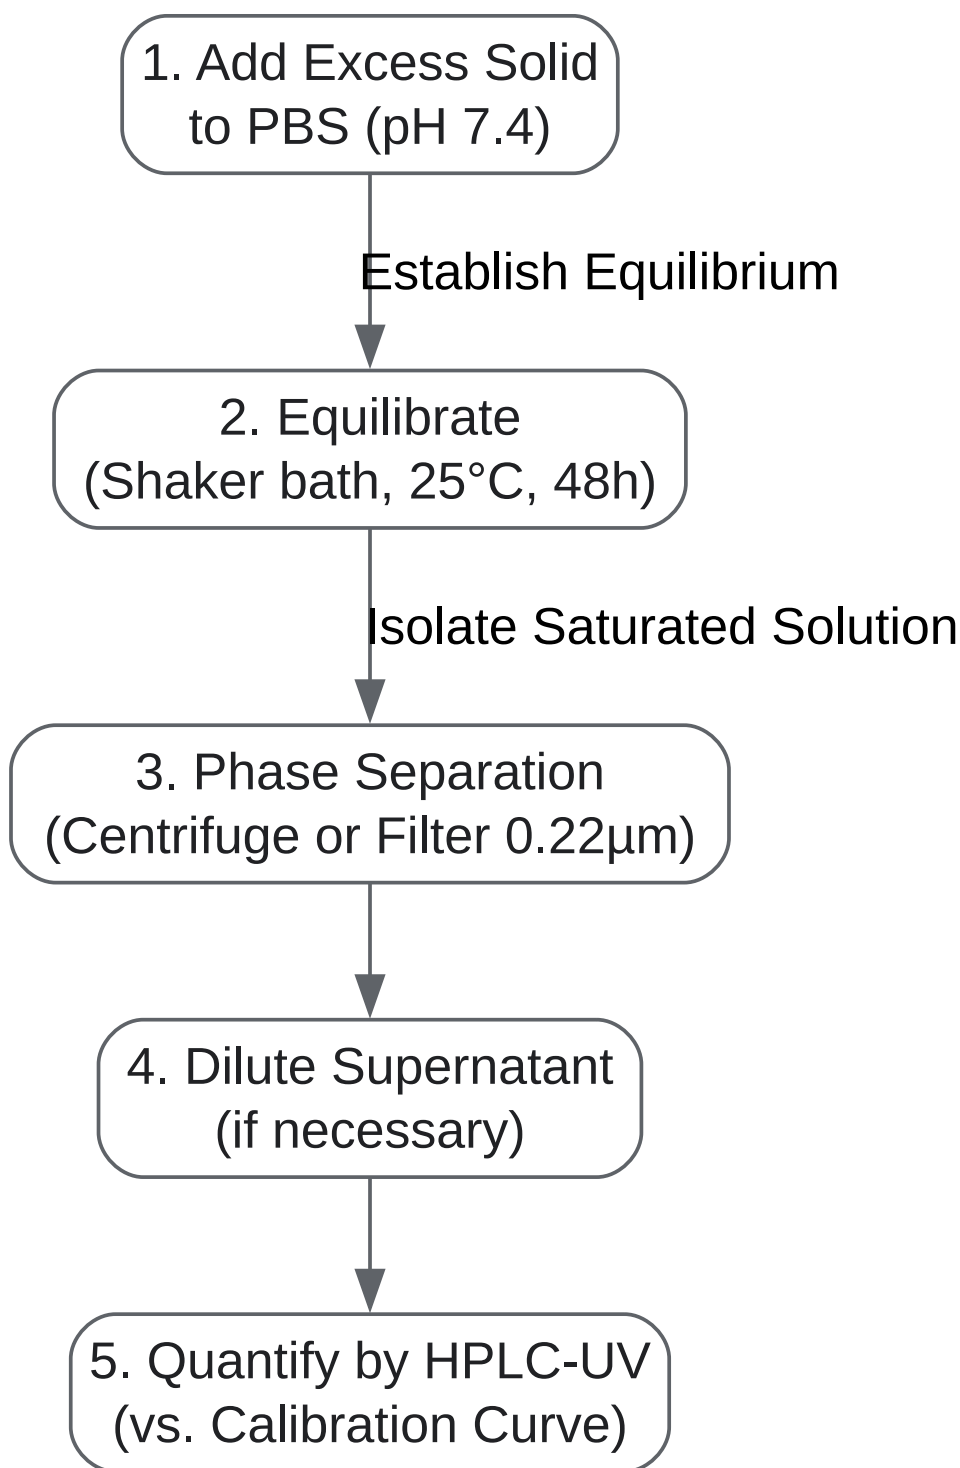 1. Add Excess Solid
to PBS (pH 7.4)
Establish Equilibrium
2. Equilibrate
(Shaker bath, 25°C, 48h)
Isolate Saturated Solution
3. Phase Separation
(Centrifuge or Filter 0.22µm)
4. Dilute Supernatant
(if necessary)
5. Quantify by HPLC-UV
(vs. Calibration Curve)